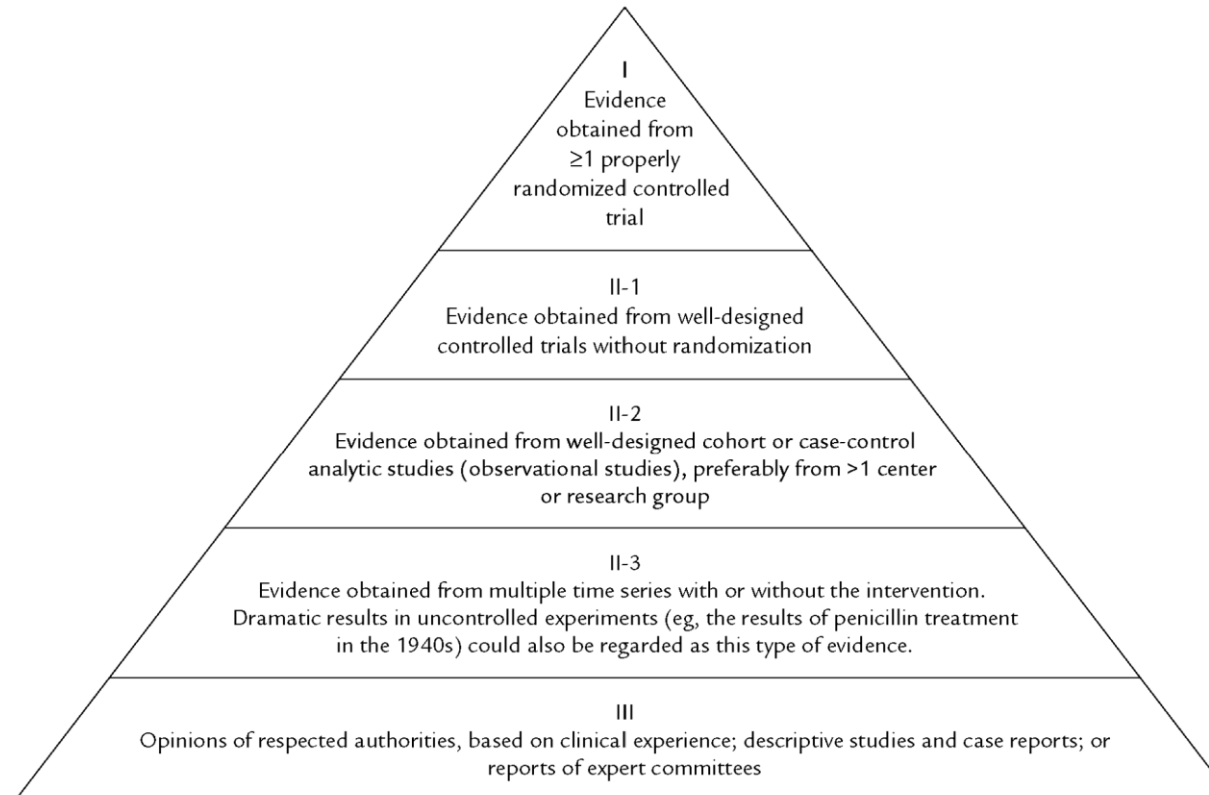 I
Evidence
obtained from
≥1 properly
randomized controlled
trial
II-1
Evidence obtained from well-designed
controlled trials without randomization
II-2
Evidence obtained from well-designed cohort or case-control
analytic studies (observational studies), preferably from >1 center
or research group
II-3
Evidence obtained from multiple time series with or without the intervention.
Dramatic results in uncontrolled experiments (eg, the results of penicillin treatment
in the 1940s) could also be regarded as this type of evidence.
III
Opinions of respected authorities, based on clinical experience; descriptive studies and case reports; or
reports of expert committees